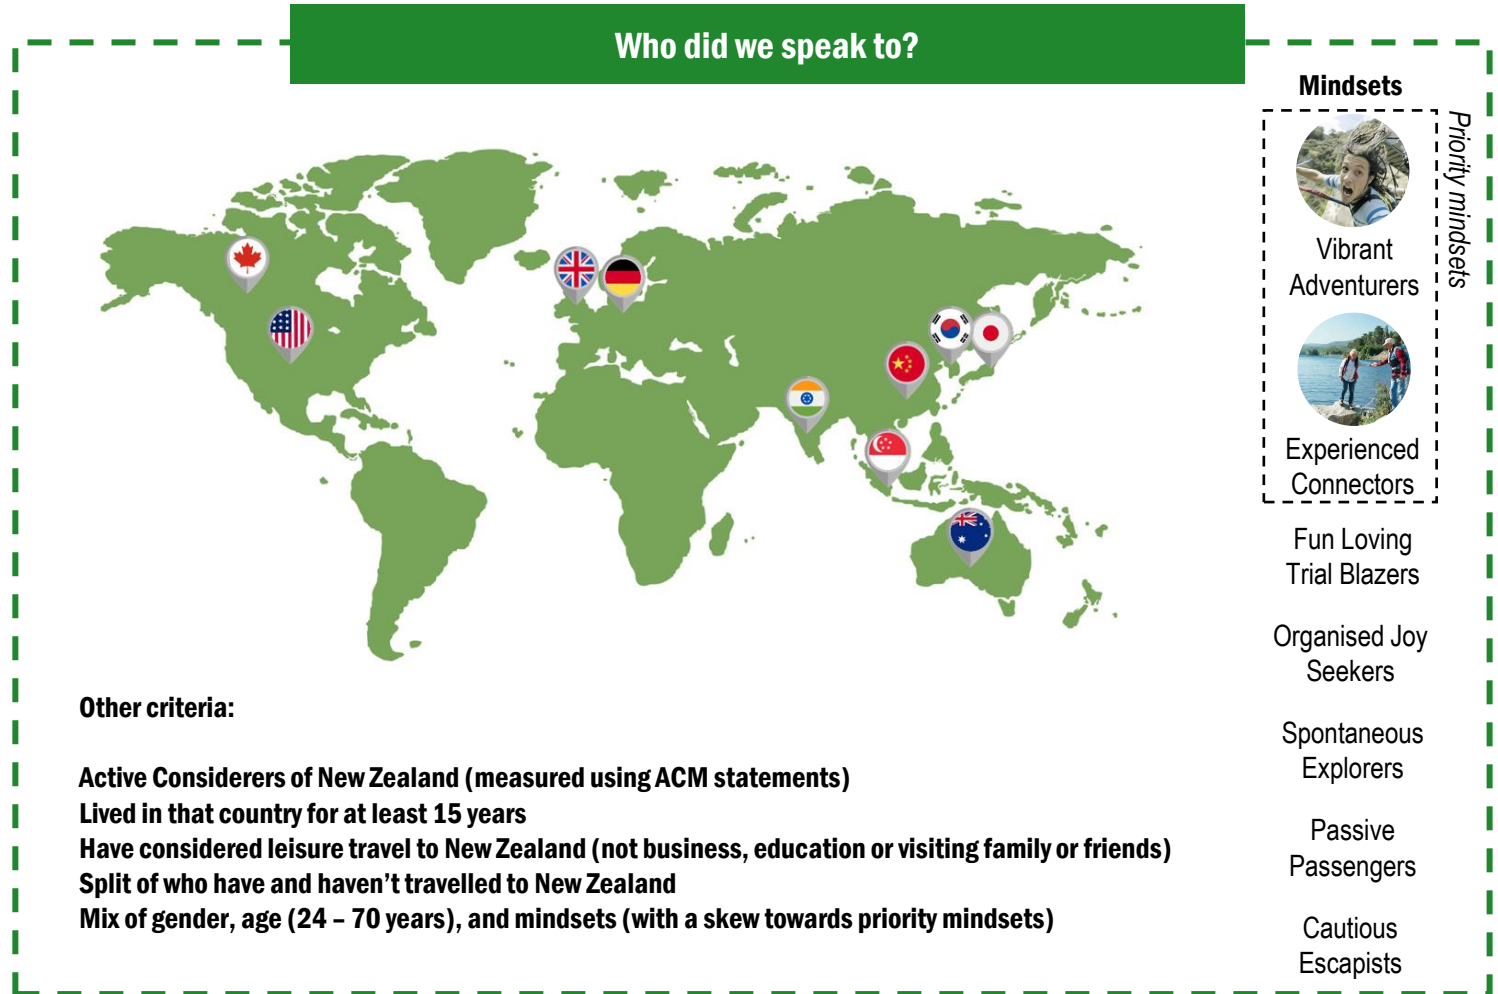 Who did we speak to?
Mindsets
Priority mindsets
Vibrant
Adventurers
Experienced
Connectors
Fun Loving
Trial Blazers
Organised Joy
Seekers
Spontaneous
Explorers
Passive
Passengers
Cautious
Escapists
Other criteria:
Active Considerers of New Zealand (measured using ACM statements)
Lived in that country for at least 15 years
Have considered leisure travel to New Zealand (not business, education or visiting family or friends)
Split of who have and haven’t travelled to New Zealand
Mix of gender, age (24 – 70 years), and mindsets (with a skew towards priority mindsets)